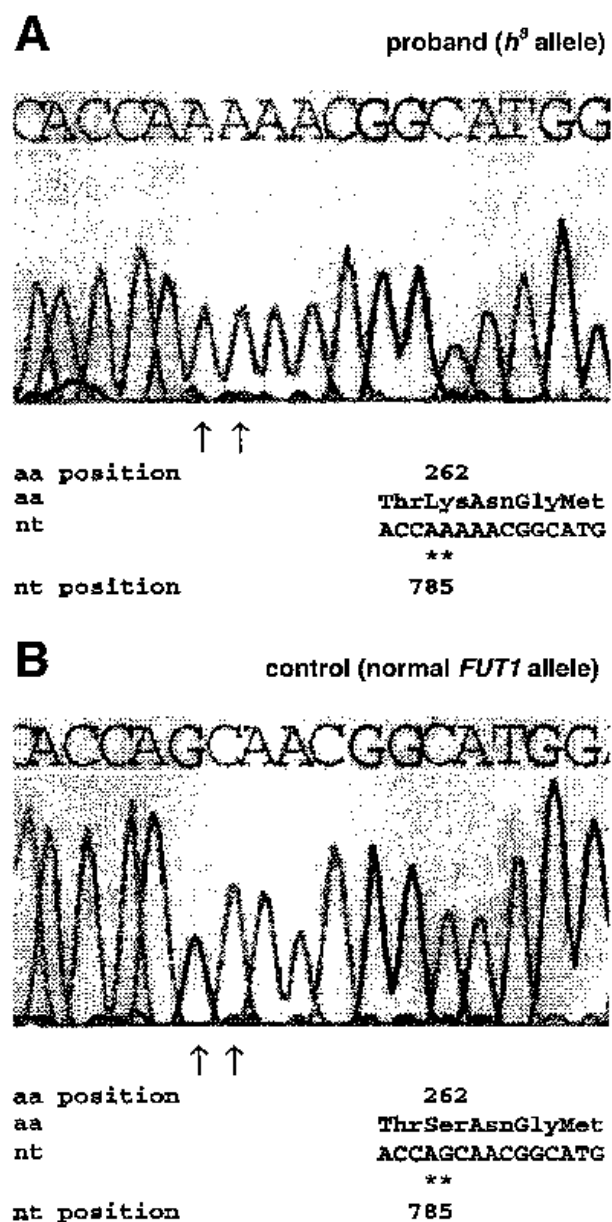 A
proband (h⁹ allele)
CACCAAAAACGGCATGG
↑ ↑
aa position 262
aa ThrLysAsnGlyMet
nt ACCAAAAACGGCATG
**
nt position 785
B
control (normal FUT1 allele)
CACCAGCAACGGCATGGA
↑ ↑
aa position 262
aa ThrSerAsnGlyMet
nt ACCAGCAACGGCATG
**
nt position 785